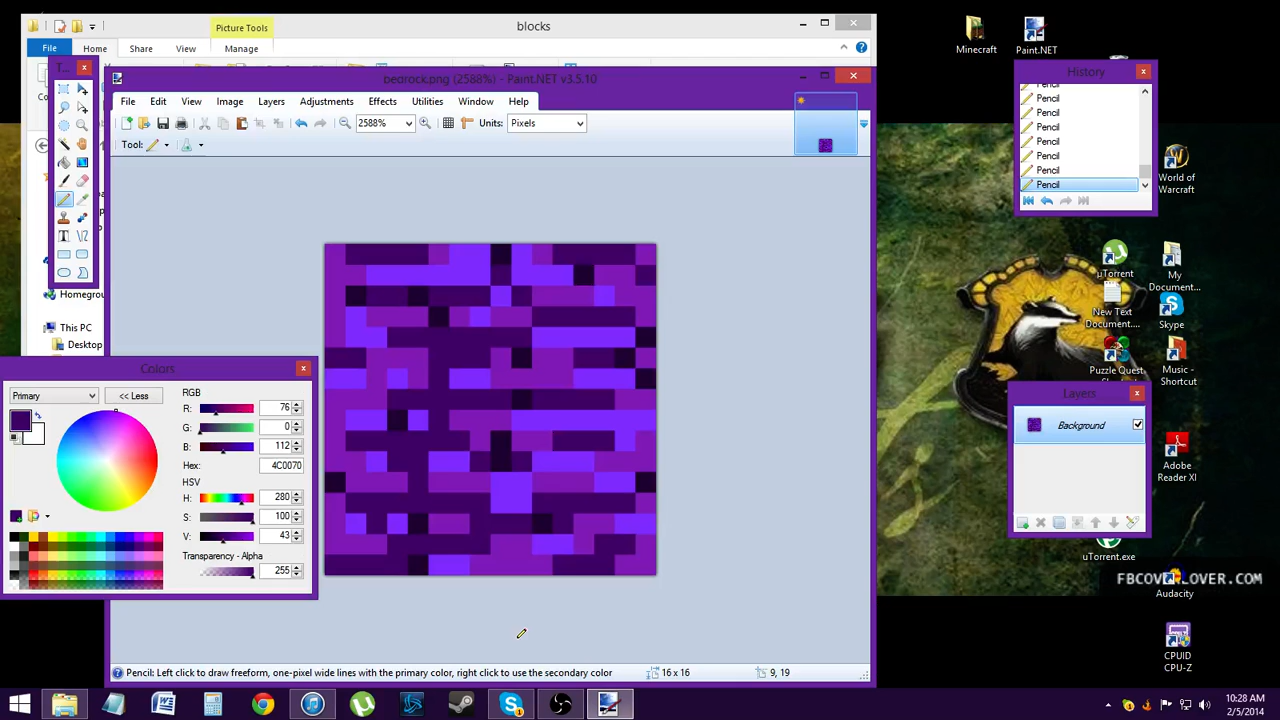 Picture Tools
blocks
File
Home
Share
View
Manage
Minecraft
Paint.NET
bedrock.png (2588%) - Paint.NET v3.5.10
File
Edit
View
Image
Layers
Adjustments
Effects
Utilities
Window
Help
2588%
Units:
Pixels
Tool:
History
Pencil
Pencil
Pencil
Pencil
Pencil
Pencil
Pencil
World of
Warcraft
µTorrent
My
Document...
New Text
Document....
Skype
Puzzle Quest
Music -
Shortcut
Homegrou
This PC
Desktop
Colors
Primary
<< Less
RGB
R:
76
G:
0
B:
112
Hex:
4C0070
HSV
H:
280
S:
100
V:
43
Transparency - Alpha
255
Layers
Background
Adobe
Reader XI
uTorrent.exe
FBCOVERLOVER.COM
Audacity
CPUID
CPU-Z
Pencil: Left click to draw freeform, one-pixel wide lines with the primary color, right click to use the secondary color
16 x 16
9, 19
10:28 AM
2/5/2014